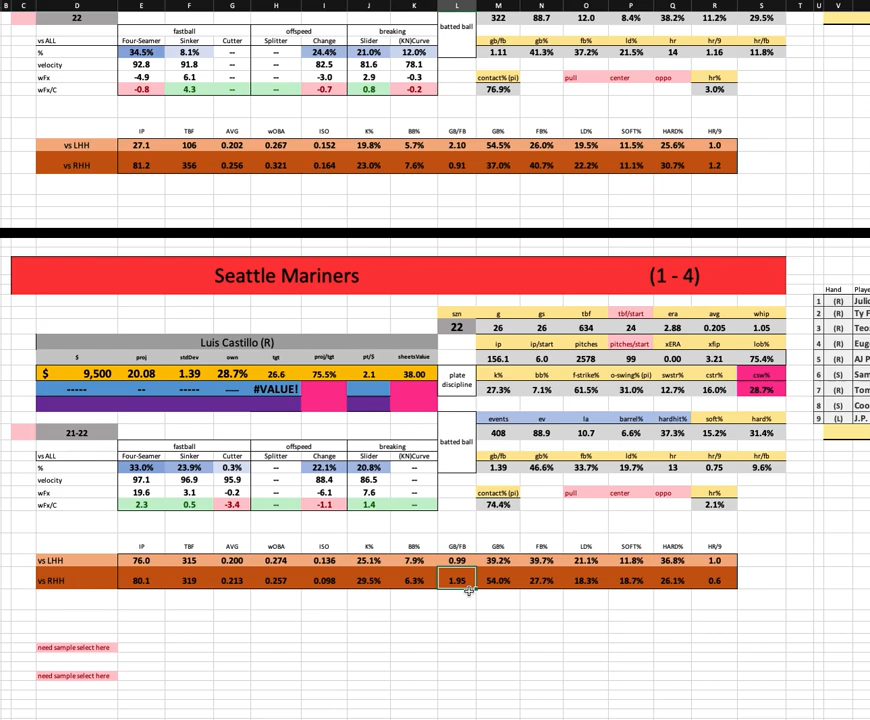 B C D E F G H I J K L M N O P Q R S T U V
22 322 88.7 12.0 8.4% 38.2% 11.2% 29.5%
fastball offspeed breaking batted ball
vs ALL Four-Seamer Sinker Cutter Splitter Change Slider (KN)Curve gb/fb gb% fb% ld% hr hr/9 hr/fb
% 34.5% 8.1% -- -- 24.4% 21.0% 12.0% 1.11 41.3% 37.2% 21.5% 14 1.16 11.8%
velocity 92.8 91.8 -- -- 82.5 81.6 78.1
wFx -4.9 6.1 -- -- -3.0 2.9 -0.3 contact% (pi) pull center oppo hr%
wFx/C -0.8 4.3 -- -- -0.7 0.8 -0.2 76.9% 3.0%
IP TBF AVG wOBA ISO K% BB% GB/FB GB% FB% LD% SOFT% HARD% HR/9
vs LHH 27.1 106 0.202 0.267 0.152 19.8% 5.7% 2.10 54.5% 26.0% 19.5% 11.5% 25.6% 1.0
vs RHH 81.2 356 0.256 0.321 0.164 23.0% 7.6% 0.91 37.0% 40.7% 22.2% 11.1% 30.7% 1.2
Seattle Mariners (1 - 4)
Hand Playe
1 (R) Julio
szn g gs tbf tbf/start era avg whip 2 (R) Ty F
22 26 26 634 24 2.88 0.205 1.05 3 (R) Teos
Luis Castillo (R) ip ip/start pitches pitches/start xERA xfip lob% 4 (R) Eug
$ proj stdDev own tgt proj/tgt pt/$ sheetsValue 156.1 6.0 2578 99 0.00 3.21 75.4% 5 (R) AJ P
$ 9,500 20.08 1.39 28.7% 26.6 75.5% 2.1 38.00 plate discipline k% bb% f-strike% o-swing% (pi) swstr% cstr% csw% 6 (S) Sam
----- ----- ----- ---- #VALUE! 27.3% 7.1% 61.5% 31.0% 12.7% 16.0% 28.7% 7 (R) Tom
8 (S) Coo
batted ball events ev la barrel% hardhit% soft% hard% 9 (L) J.P.
21-22 408 88.9 10.7 6.6% 37.3% 15.2% 31.4%
fastball offspeed breaking
vs ALL Four-Seamer Sinker Cutter Splitter Change Slider (KN)Curve gb/fb gb% fb% ld% hr hr/9 hr/fb
% 33.0% 23.9% 0.3% -- 22.1% 20.8% -- 1.39 46.6% 33.7% 19.7% 13 0.75 9.6%
velocity 97.1 96.9 95.9 -- 88.4 86.5 --
wFx 19.6 3.1 -0.2 -- -6.1 7.6 -- contact% (pi) pull center oppo hr%
wFx/C 2.3 0.5 -3.4 -- -1.1 1.4 -- 74.4% 2.1%
IP TBF AVG wOBA ISO K% BB% GB/FB GB% FB% LD% SOFT% HARD% HR/9
vs LHH 76.0 315 0.200 0.274 0.136 25.1% 7.9% 0.99 39.2% 39.7% 21.1% 11.8% 36.8% 1.0
vs RHH 80.1 319 0.213 0.257 0.098 29.5% 6.3% 1.95 54.0% 27.7% 18.3% 18.7% 26.1% 0.6
need sample select here
need sample select here